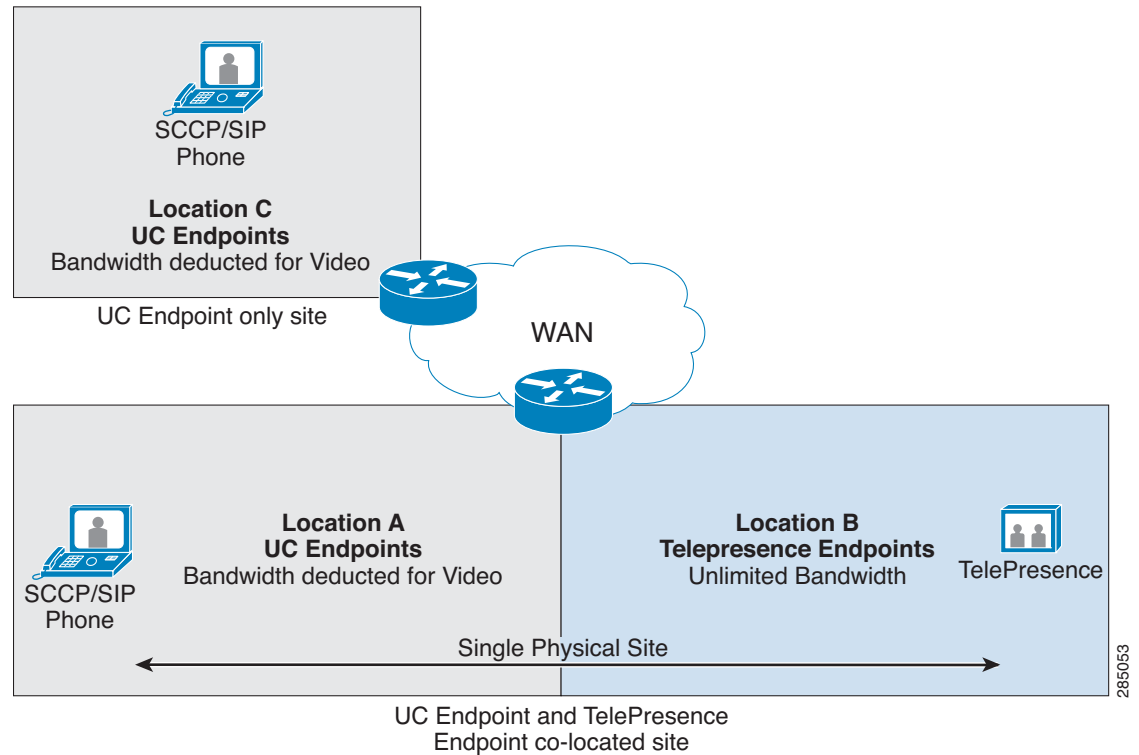 SCCP/SIP
Phone
Location C
UC Endpoints
Bandwidth deducted for Video
UC Endpoint only site
WAN
SCCP/SIP
Phone
Location A
UC Endpoints
Bandwidth deducted for Video
Location B
Telepresence Endpoints
Unlimited Bandwidth
TelePresence
Single Physical Site
285053
UC Endpoint and TelePresence
Endpoint co-located site